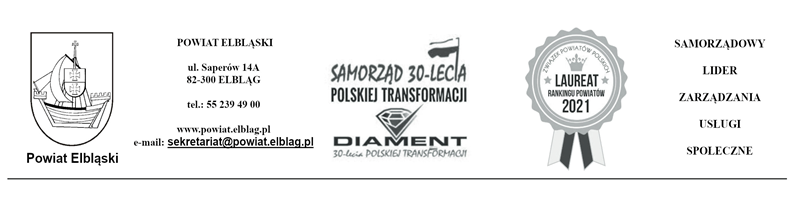 Powiat Elbląski
POWIAT ELBLĄSKI
ul. Saperów 14A
82-300 ELBLĄG
tel.: 55 239 49 00
www.powiat.elblag.pl
e-mail: sekretariat@powiat.elblag.pl
SAMORZĄD 30-LECIA
POLSKIEJ TRANSFORMACJI
DIAMENT
30-lecia POLSKIEJ TRANSFORMACJI
ZWIĄZEK POWIATÓW POLSKICH
LAUREAT
RANKINGU POWIATÓW
2021
SAMORZĄDOWY
LIDER
ZARZĄDZANIA
USŁUGI
SPOŁECZNE